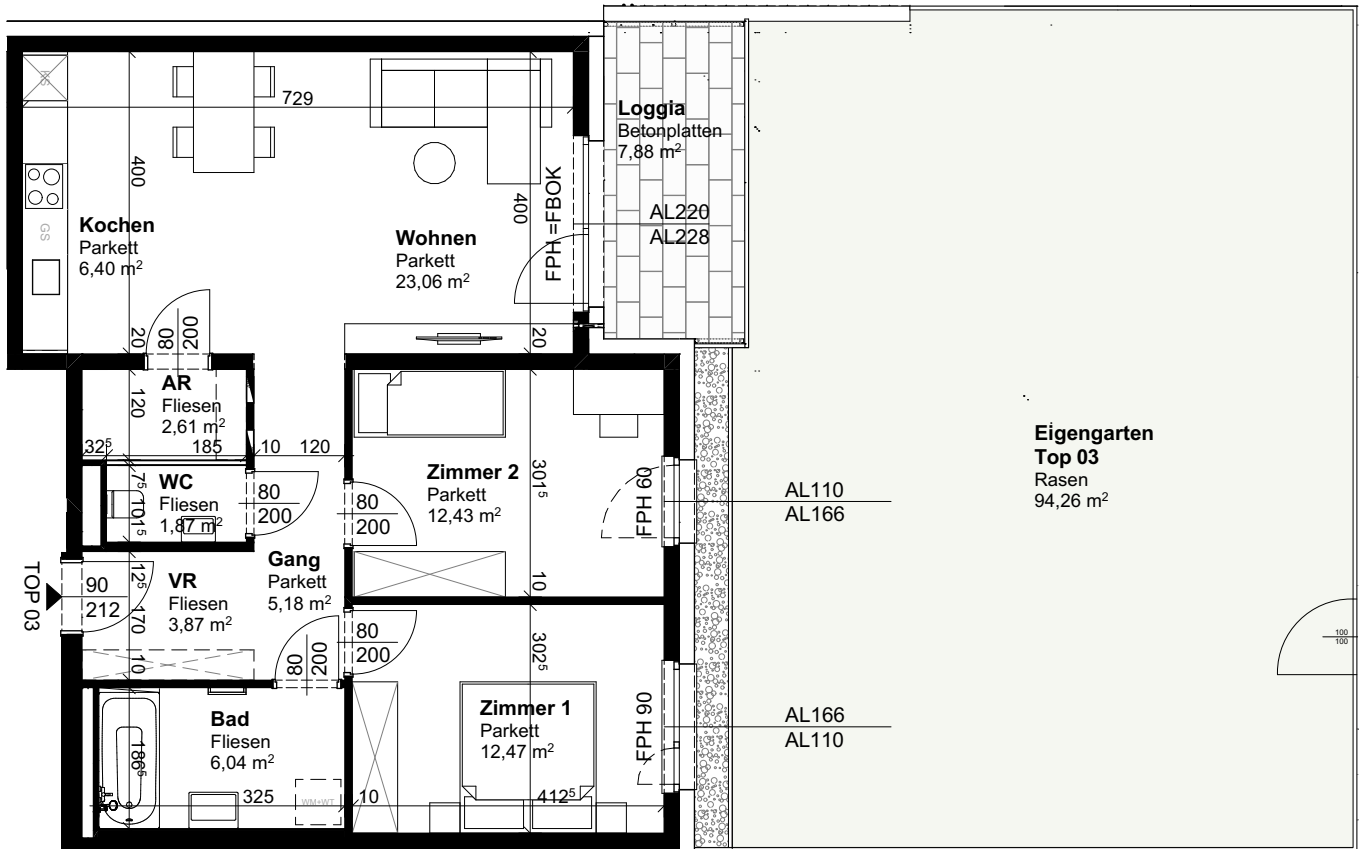 KS
729
Loggia
Betonplatten
7,88 m²
400
400
GS
Kochen
Parkett
6,40 m²
Wohnen
Parkett
23,06 m²
FPH =FBOK
AL220
AL228
20
80
200
20
AR
Fliesen
2,61 m²
120
32⁵
185
10
120
WC
Fliesen
1,87 m²
7⁵
101⁵
80
200
80
200
Zimmer 2
Parkett
12,43 m²
301⁵
FPH 60
AL110
AL166
Eigengarten
Top 03
Rasen
94,26 m²
Gang
Parkett
5,18 m²
10
TOP 03
90
212
12⁵
170
10
VR
Fliesen
3,87 m²
80
200
80
200
302⁵
100
100
Bad
Fliesen
6,04 m²
186⁵
325
WM+WT
10
Zimmer 1
Parkett
12,47 m²
412⁵
FPH 90
AL166
AL110